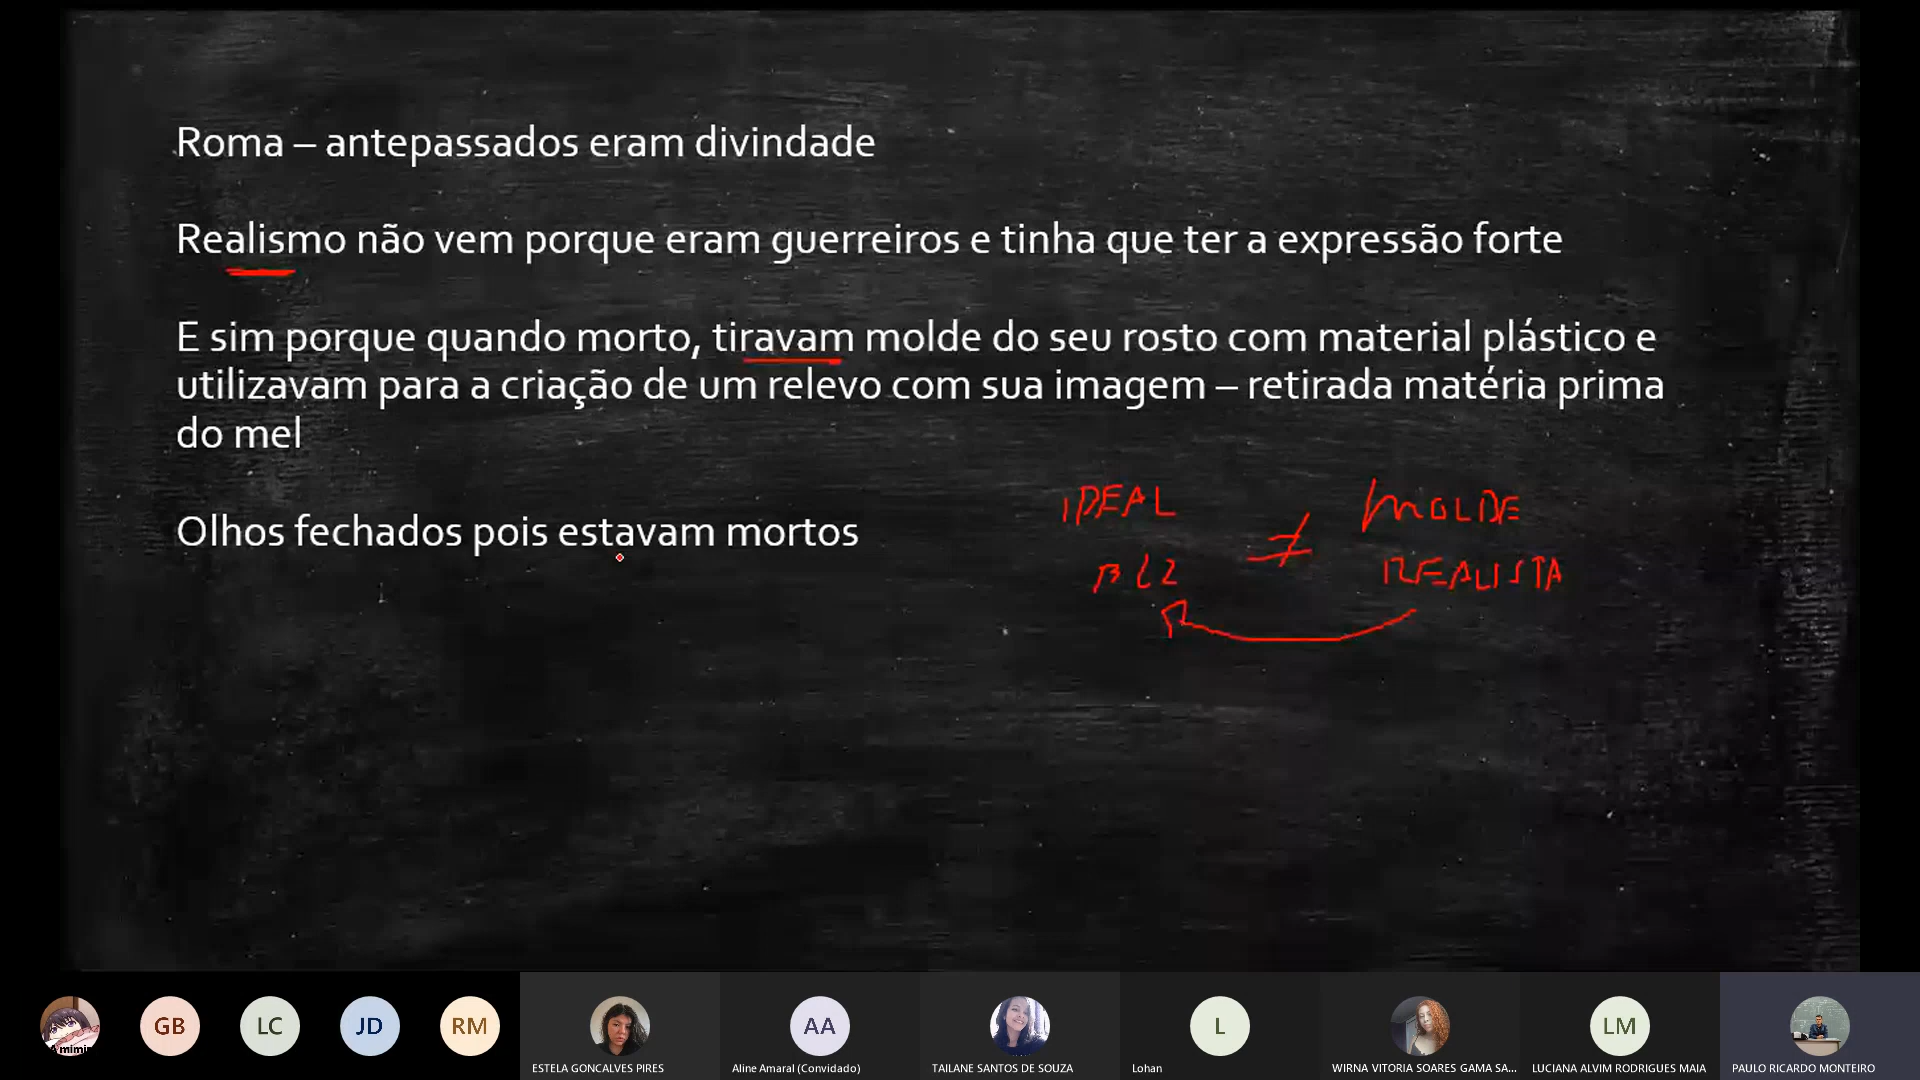 Roma – antepassados eram divindade
Realismo não vem porque eram guerreiros e tinha que ter a expressão forte
E sim porque quando morto, tiravam molde do seu rosto com material plástico e
utilizavam para a criação de um relevo com sua imagem – retirada matéria prima
do mel
Olhos fechados pois estavam mortos
IDEAL ≠ MOLDE
REALISTA
GB
LC
JD
RM
AA
L
LM
ESTELA GONCALVES PIRES
Aline Amaral (Convidado)
TAILANE SANTOS DE SOUZA
Lohan
WIRNA VITORIA SOARES GAMA SA...
LUCIANA ALVIM RODRIGUES MAIA
PAULO RICARDO MONTEIRO